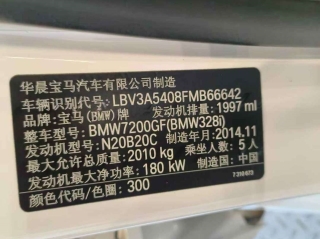 华晨宝马汽车有限公司制造
车辆识别代号: LBV3A5408FMB66642
品牌: 宝马(BMW)牌 发动机排量: 1997 ml
整车型号: BMW7200GF(BMW328i)
发动机型号: N20B20C 制造年月: 2014.11
最大允许总质量: 2010 kg 乘坐人数: 5人
发动机最大净功率: 180 kW 制造国: 中国
颜色代码/色圈: 300 7 310 673